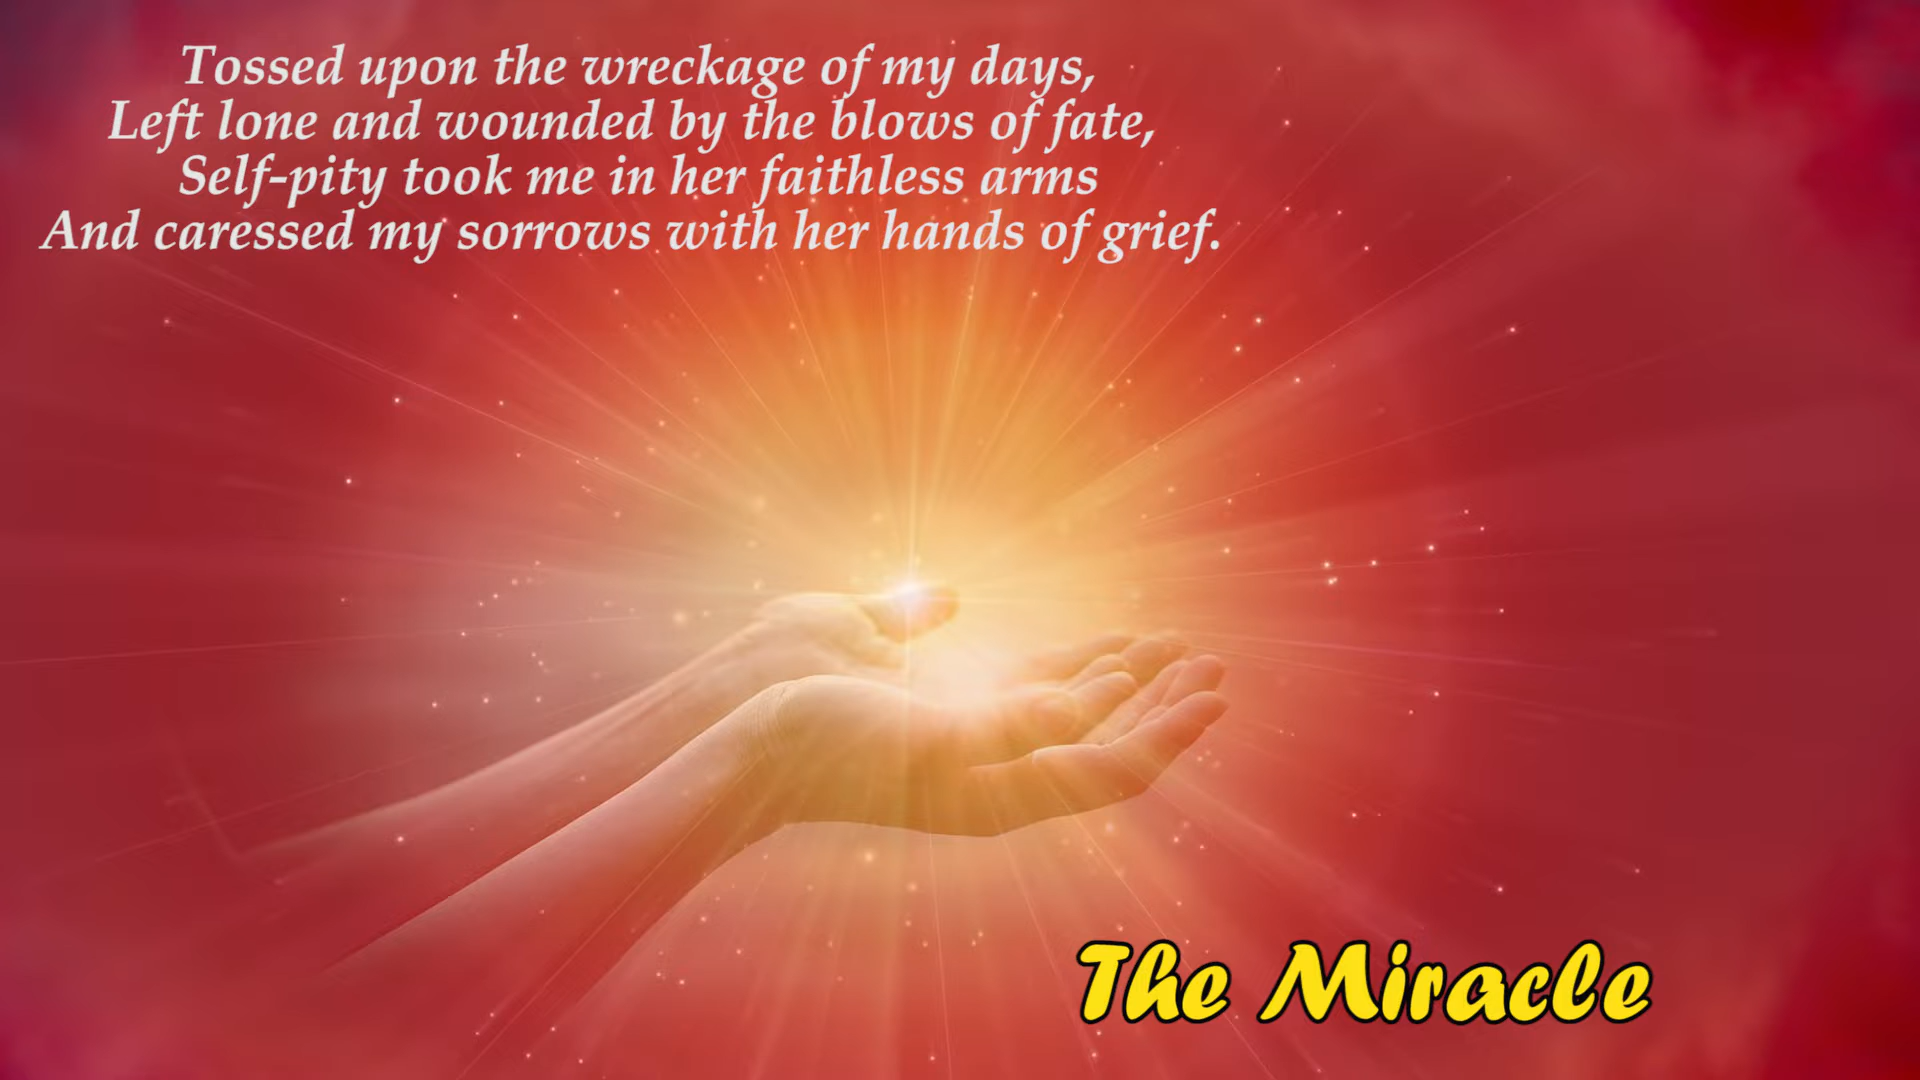 Tossed upon the wreckage of my days,
Left lone and wounded by the blows of fate,
Self-pity took me in her faithless arms
And caressed my sorrows with her hands of grief.
The Miracle